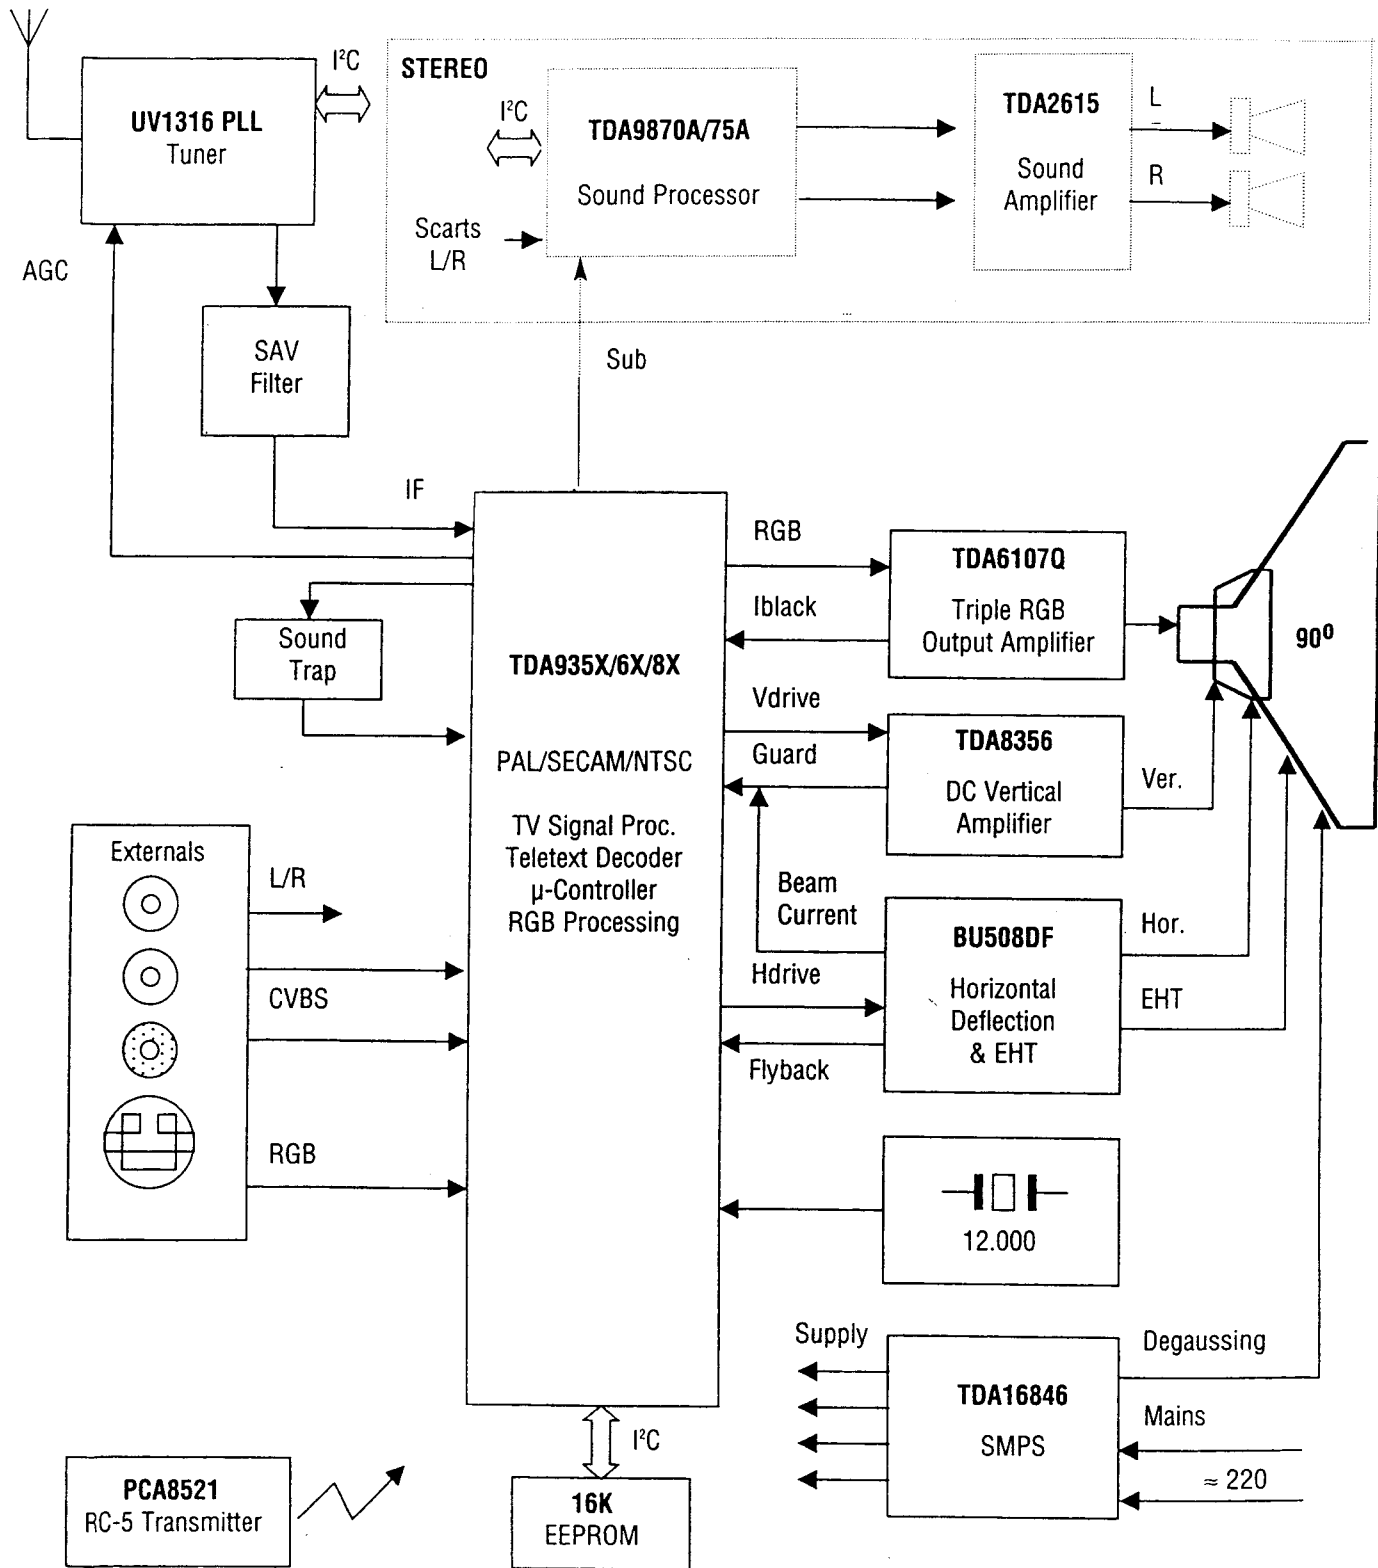 I²C
STEREO
UV1316 PLL
Tuner
I²C
TDA9870A/75A
Sound Processor
TDA2615
Sound
Amplifier
L
R
Scarts
L/R
AGC
SAV
Filter
Sub
IF
RGB
TDA6107Q
Triple RGB
Output Amplifier
Iblack
90⁰
Sound
Trap
TDA935X/6X/8X
PAL/SECAM/NTSC
TV Signal Proc.
Teletext Decoder
µ-Controller
RGB Processing
Vdrive
Guard
TDA8356
DC Vertical
Amplifier
Ver.
Externals
L/R
CVBS
RGB
Beam
Current
BU508DF
Horizontal
Deflection
& EHT
Hor.
EHT
Hdrive
Flyback
12.000
Supply
TDA16846
SMPS
Degaussing
Mains
≈ 220
I²C
PCA8521
RC-5 Transmitter
16K
EEPROM